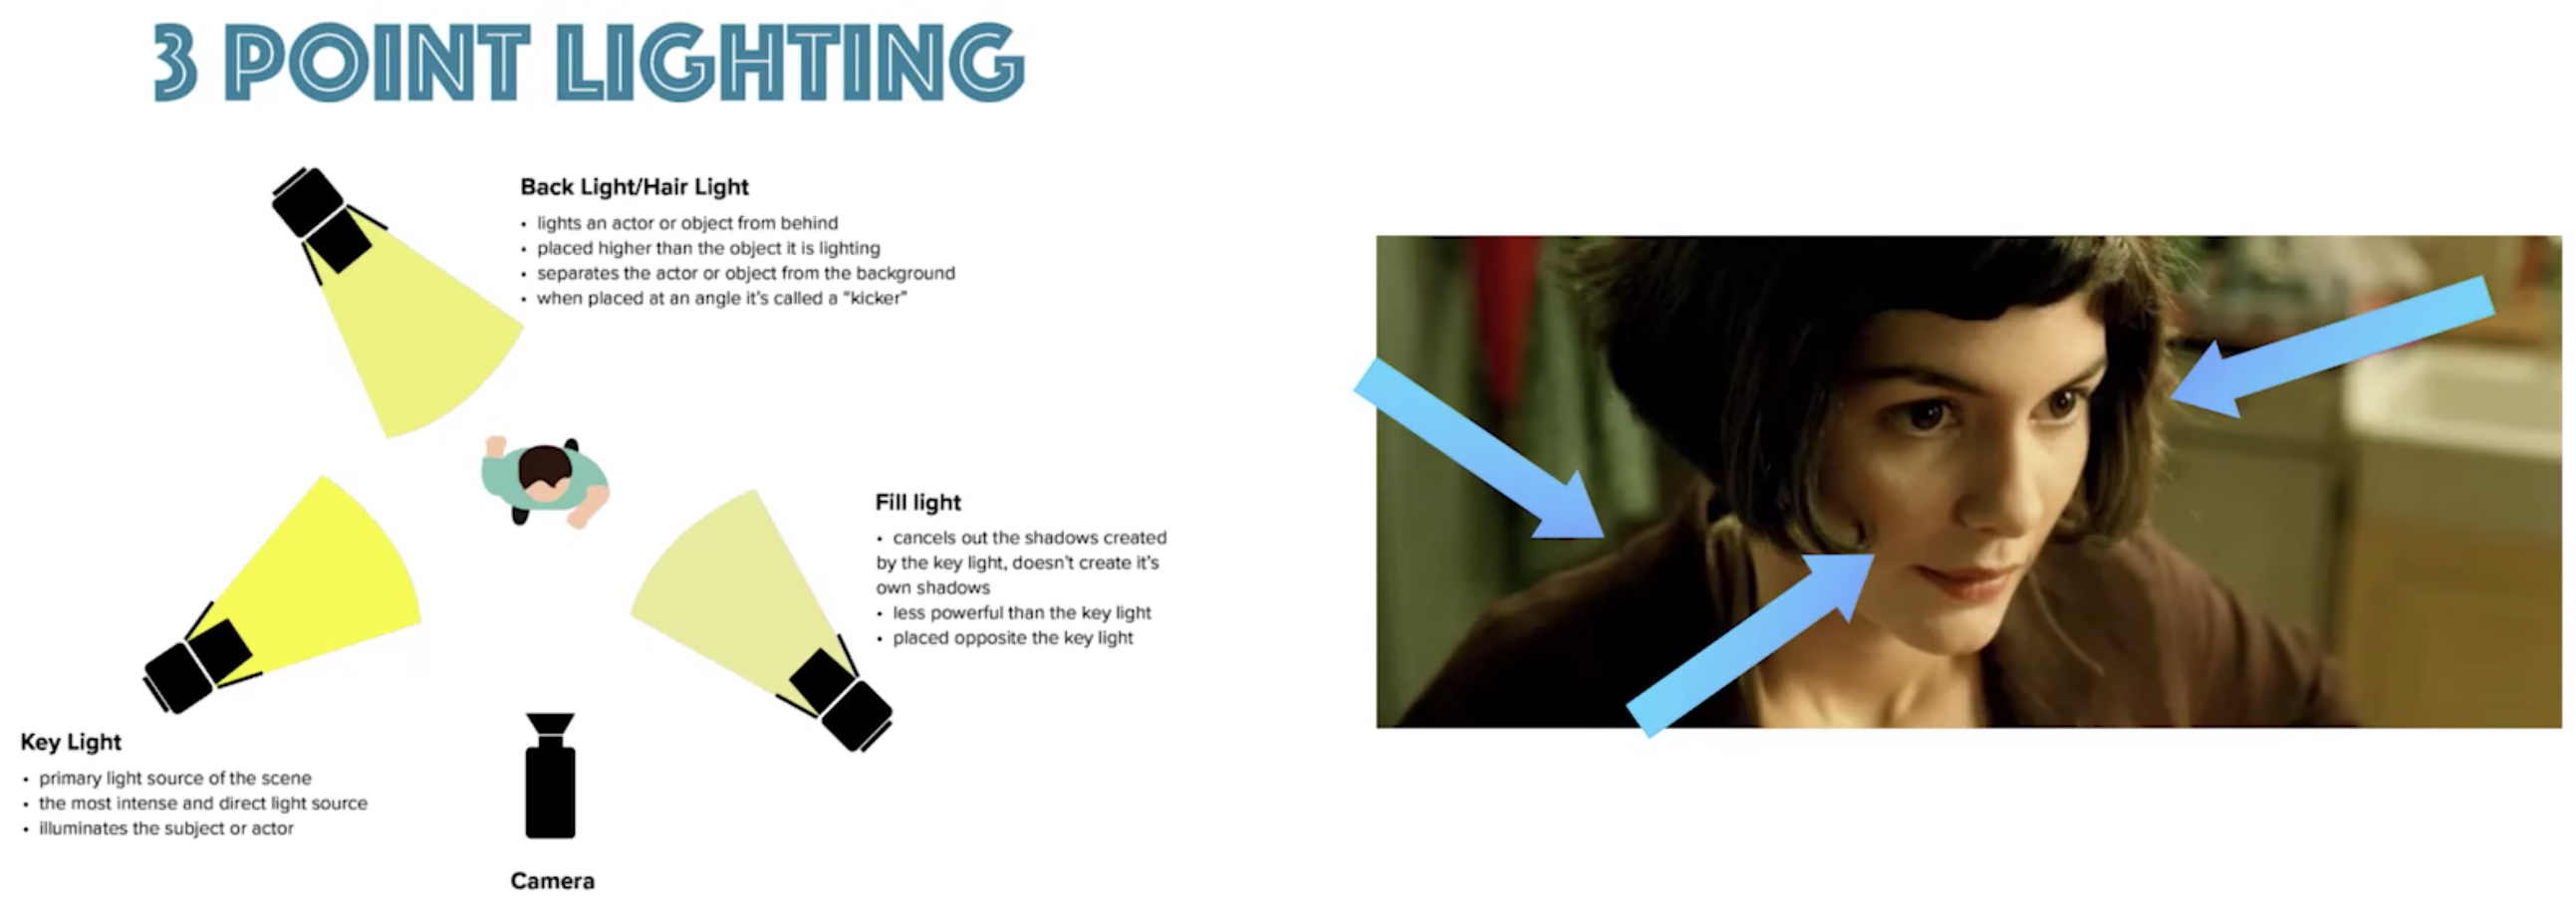 3 POINT LIGHTING
Back Light/Hair Light
• lights an actor or object from behind
• placed higher than the object it is lighting
• separates the actor or object from the background
• when placed at an angle it's called a "kicker"
Fill light
• cancels out the shadows created
by the key light, doesn't create it's
own shadows
• less powerful than the key light
• placed opposite the key light
Key Light
• primary light source of the scene
• the most intense and direct light source
• illuminates the subject or actor
Camera